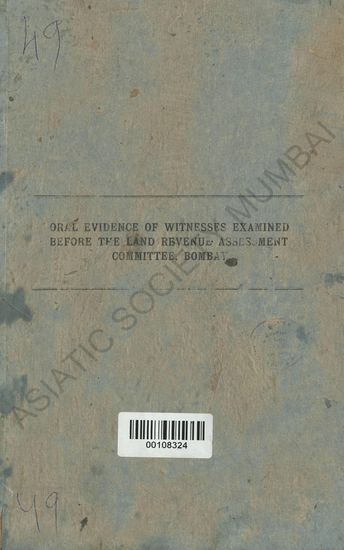 49
ORAL EVIDENCE OF WITNESSES EXAMINED
BEFORE THE LAND REVENUE ASSESSMENT
COMMITTEE, BOMBAY
ASIATIC SOCIETY MUMBAI
00108324
49